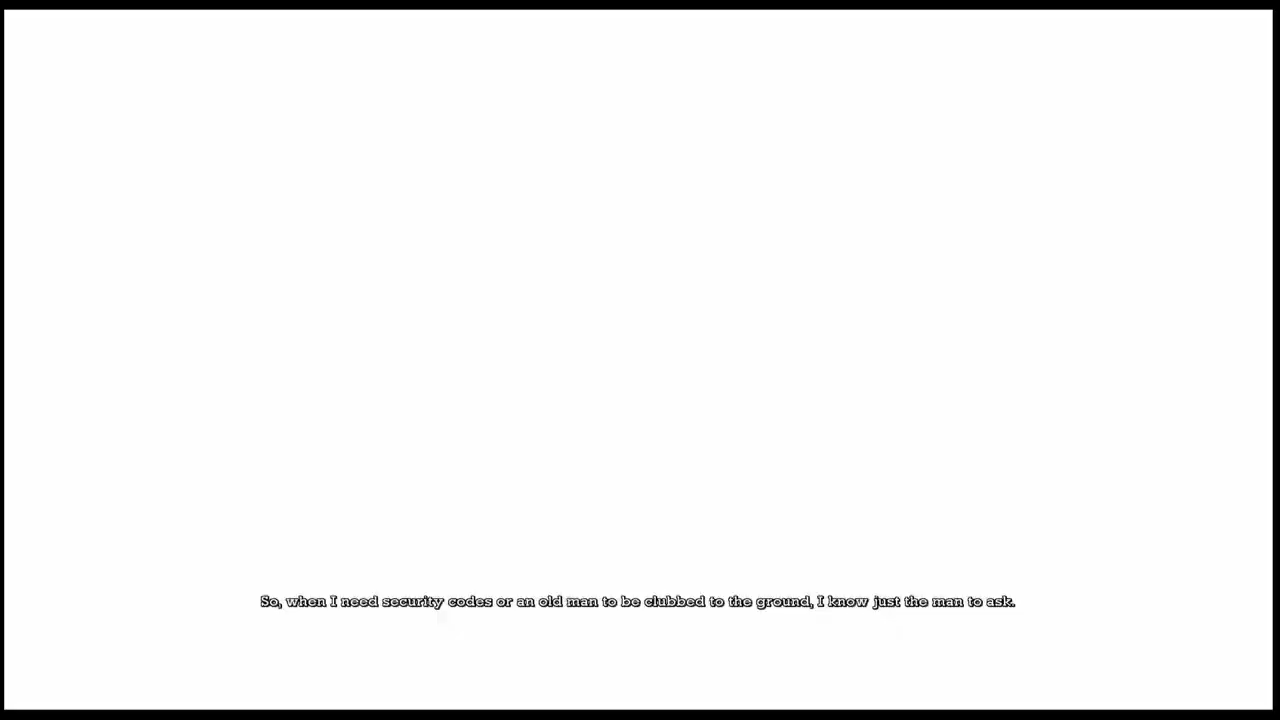 So, when I need security codes or an old man to be clubbed to the ground, I know just the man to ask.